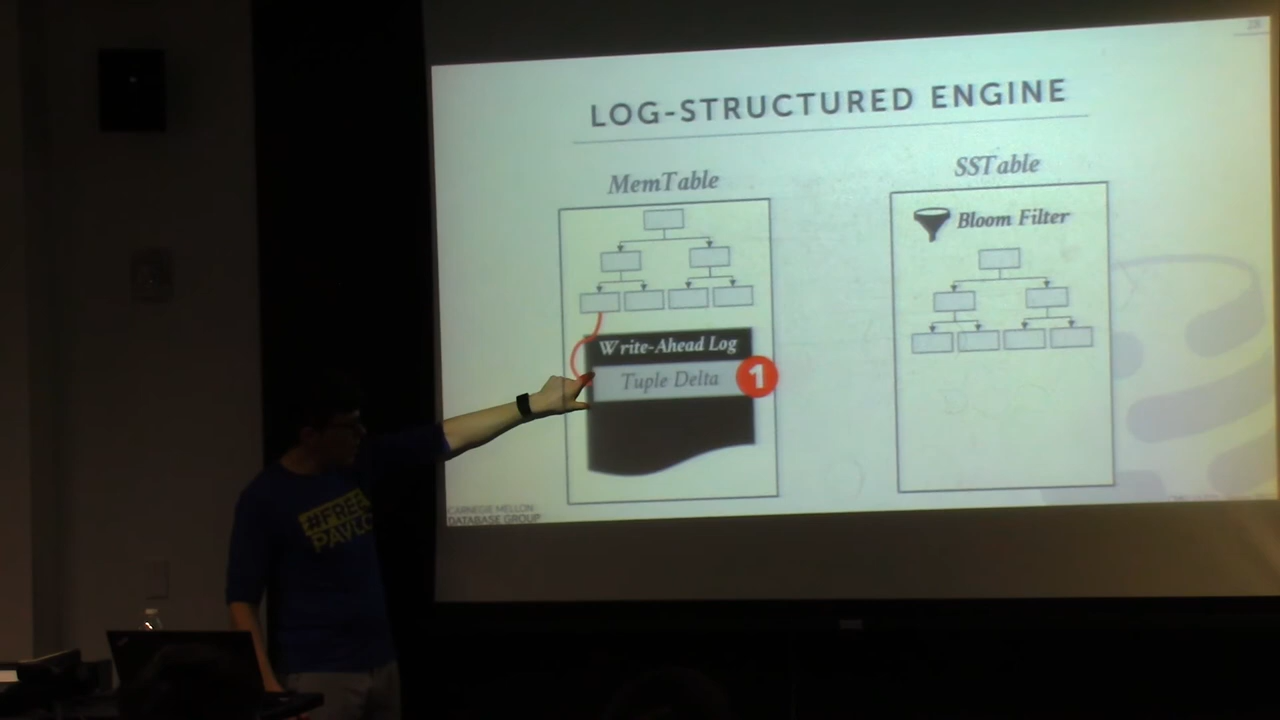 LOG-STRUCTURED ENGINE
MemTable
SSTable
Bloom Filter
Write-Ahead Log
Tuple Delta
1
CARNEGIE MELLON
DATABASE GROUP
#FREE
PAVLO